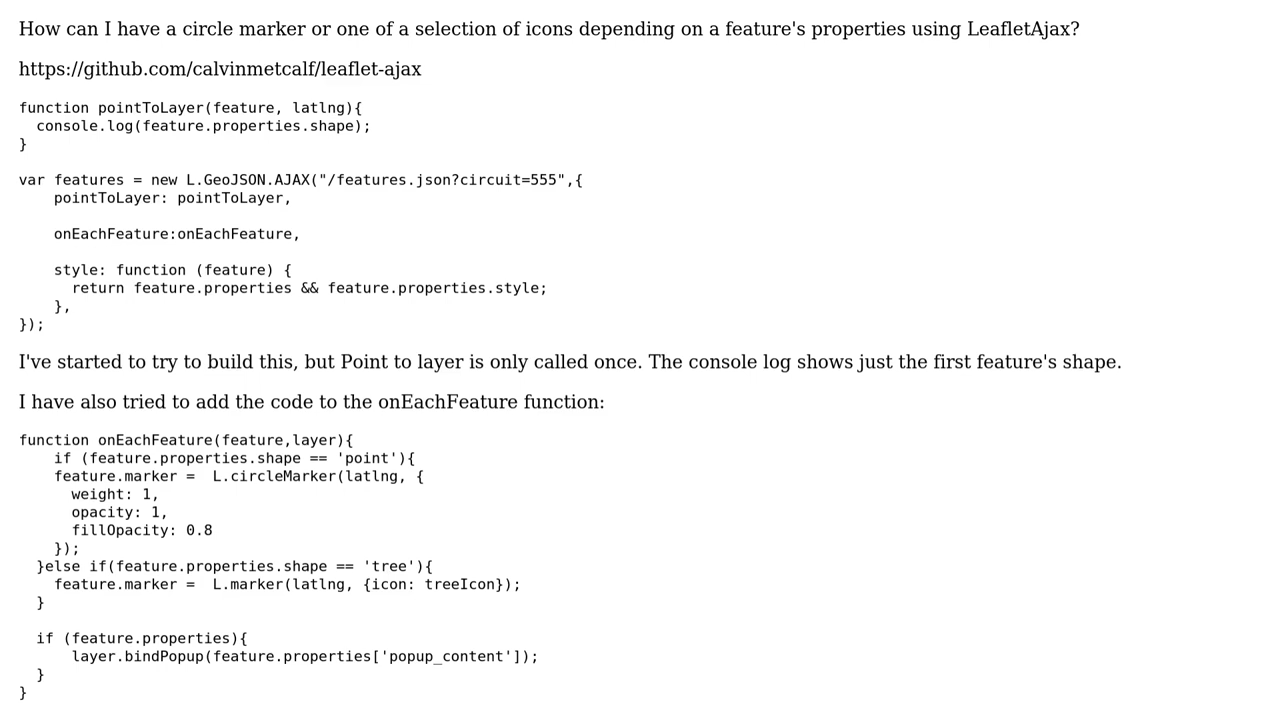 How can I have a circle marker or one of a selection of icons depending on a feature's properties using LeafletAjax?
https://github.com/calvinmetcalf/leaflet-ajax
function pointToLayer(feature, latlng){
  console.log(feature.properties.shape);
}
var features = new L.GeoJSON.AJAX("/features.json?circuit=555",{
    pointToLayer: pointToLayer,
    onEachFeature:onEachFeature,
    style: function (feature) {
      return feature.properties && feature.properties.style;
    },
});
I've started to try to build this, but Point to layer is only called once. The console log shows just the first feature's shape.
I have also tried to add the code to the onEachFeature function:
function onEachFeature(feature,layer){
    if (feature.properties.shape == 'point'){
    feature.marker =  L.circleMarker(latlng, {
      weight: 1,
      opacity: 1,
      fillOpacity: 0.8
    });
  }else if(feature.properties.shape == 'tree'){
    feature.marker =  L.marker(latlng, {icon: treeIcon});
  }
  if (feature.properties){
      layer.bindPopup(feature.properties['popup_content']);
  }
}